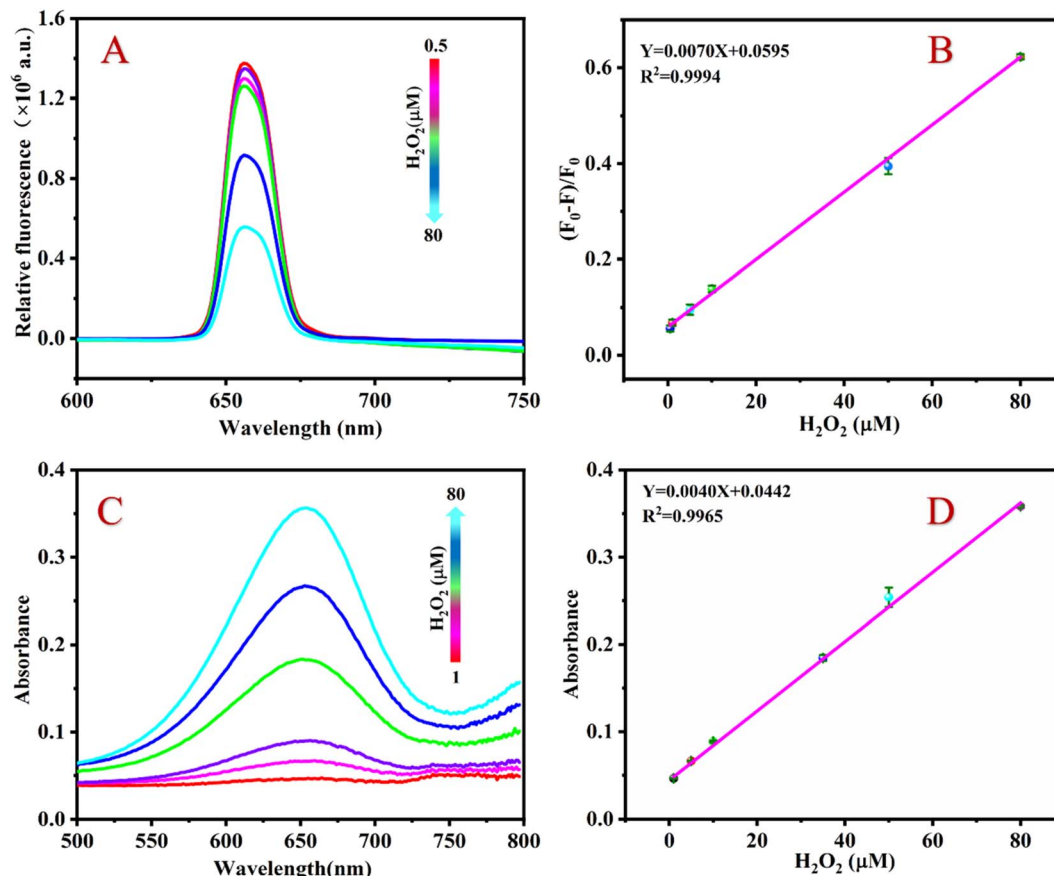 A
1.6
1.2
0.8
0.4
0.0
Relative fluorescence (×10⁶ a.u.)
0.5
H₂O₂(μM)
80
600
650
700
750
Wavelength (nm)
B
Y=0.0070X+0.0595
R²=0.9994
0.6
0.4
0.2
0.0
(F₀-F)/F₀
0
20
40
60
80
H₂O₂ (μM)
C
0.4
0.3
0.2
0.1
0.0
Absorbance
80
H₂O₂ (μM)
1
500
550
600
650
700
750
800
Wavelength(nm)
D
Y=0.0040X+0.0442
R²=0.9965
0.4
0.3
0.2
0.1
0.0
Absorbance
0
20
40
60
80
H₂O₂ (μM)